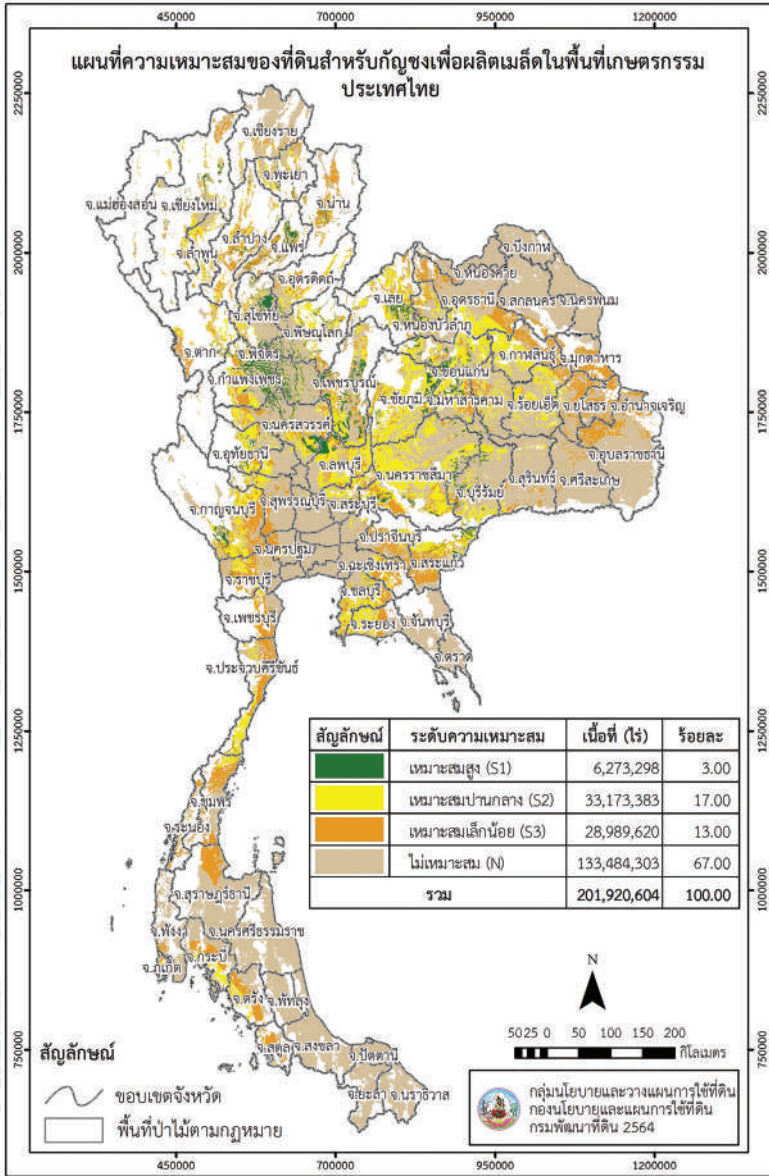 450000 700000 950000 1200000
แผนที่ความเหมาะสมของที่ดินสำหรับกัญชงเพื่อผลิตเมล็ดในพื้นที่เกษตรกรรม
ประเทศไทย
2250000 2250000
จ.เชียงราย
จ.พะเยา
จ.แม่ฮ่องสอน จ.เชียงใหม่ จ.น่าน
จ.ลำปาง
จ.แพร่
จ.ลำพูน
2000000 2000000
จ.บึงกาฬ
จ.หนองคาย
จ.อุตรดิตถ์
จ.เลย จ.อุดรธานี จ.สกลนคร จ.นครพนม
จ.สุโขทัย
จ.หนองบัวลำภู
จ.พิษณุโลก
จ.ตาก จ.พิจิตร จ.กาฬสินธุ์ จ.มุกดาหาร
จ.ขอนแก่น
จ.กำแพงเพชร จ.เพชรบูรณ์
จ.ชัยภูมิ จ.มหาสารคาม จ.ร้อยเอ็ด จ.ยโสธร จ.อำนาจเจริญ
1750000 1750000
จ.นครสวรรค์
จ.อุทัยธานี จ.ลพบุรี จ.นครราชสีมา จ.อุบลราชธานี
จ.บุรีรัมย์ จ.สุรินทร์ จ.ศรีสะเกษ
จ.กาญจนบุรี จ.สุพรรณบุรี จ.สระบุรี
จ.นครปฐม จ.ปราจีนบุรี
จ.ฉะเชิงเทรา จ.สระแก้ว
1500000 1500000
จ.ราชบุรี จ.ชลบุรี
จ.เพชรบุรี จ.ระยอง จ.จันทบุรี
จ.ตราด
จ.ประจวบคีรีขันธ์
1250000 1250000
สัญลักษณ์ ระดับความเหมาะสม เนื้อที่ (ไร่) ร้อยละ
เหมาะสมสูง (S1) 6,273,298 3.00
เหมาะสมปานกลาง (S2) 33,173,383 17.00
เหมาะสมเล็กน้อย (S3) 28,989,620 13.00
ไม่เหมาะสม (N) 133,484,303 67.00
รวม 201,920,604 100.00
จ.ชุมพร
จ.ระนอง
1000000 1000000
จ.สุราษฎร์ธานี
จ.พังงา จ.นครศรีธรรมราช
จ.ภูเก็ต จ.กระบี่
จ.ตรัง จ.พัทลุง
N
50 25 0 50 100 150 200
กิโลเมตร
750000 750000
จ.สตูล จ.สงขลา จ.ปัตตานี
จ.ยะลา จ.นราธิวาส
สัญลักษณ์
ขอบเขตจังหวัด
พื้นที่ป่าไม้ตามกฎหมาย
กลุ่มนโยบายและวางแผนการใช้ที่ดิน
กองนโยบายและแผนการใช้ที่ดิน
กรมพัฒนาที่ดิน 2564
450000 700000 950000 1200000